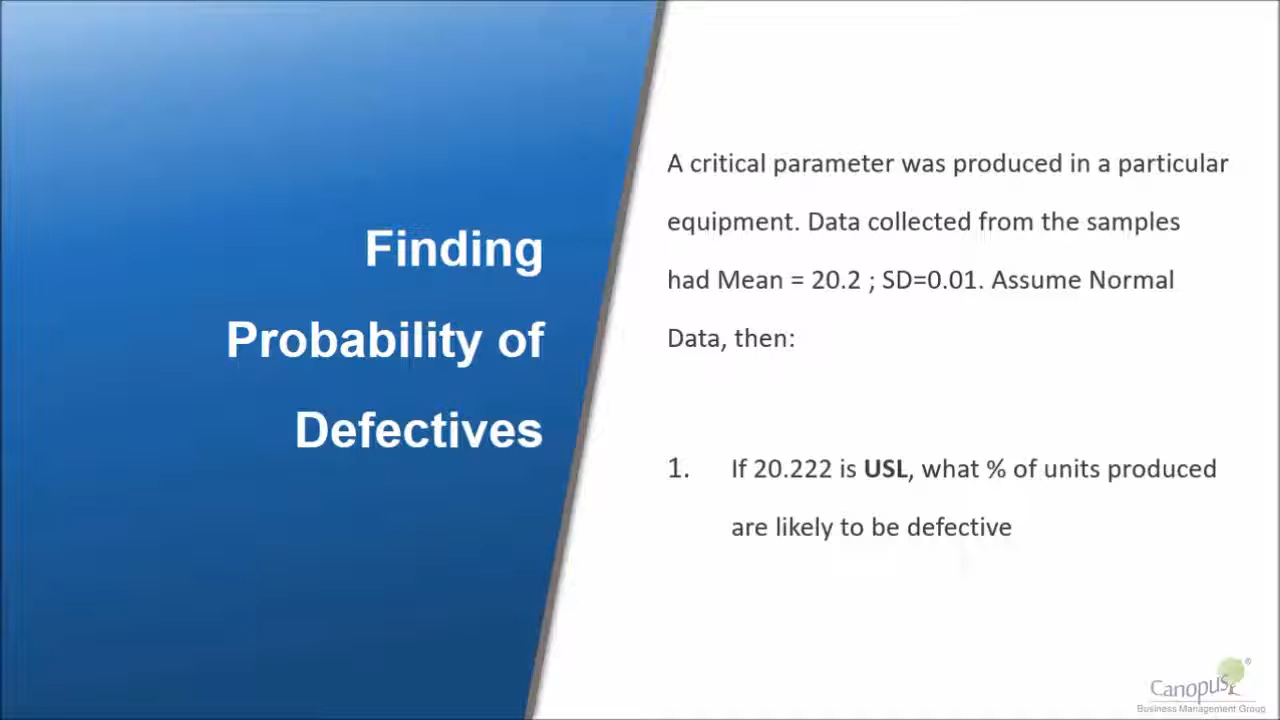 Finding
Probability of
Defectives
A critical parameter was produced in a particular
equipment. Data collected from the samples
had Mean = 20.2 ; SD=0.01. Assume Normal
Data, then:
1. If 20.222 is USL, what % of units produced
are likely to be defective
Canopus®
Business Management Group